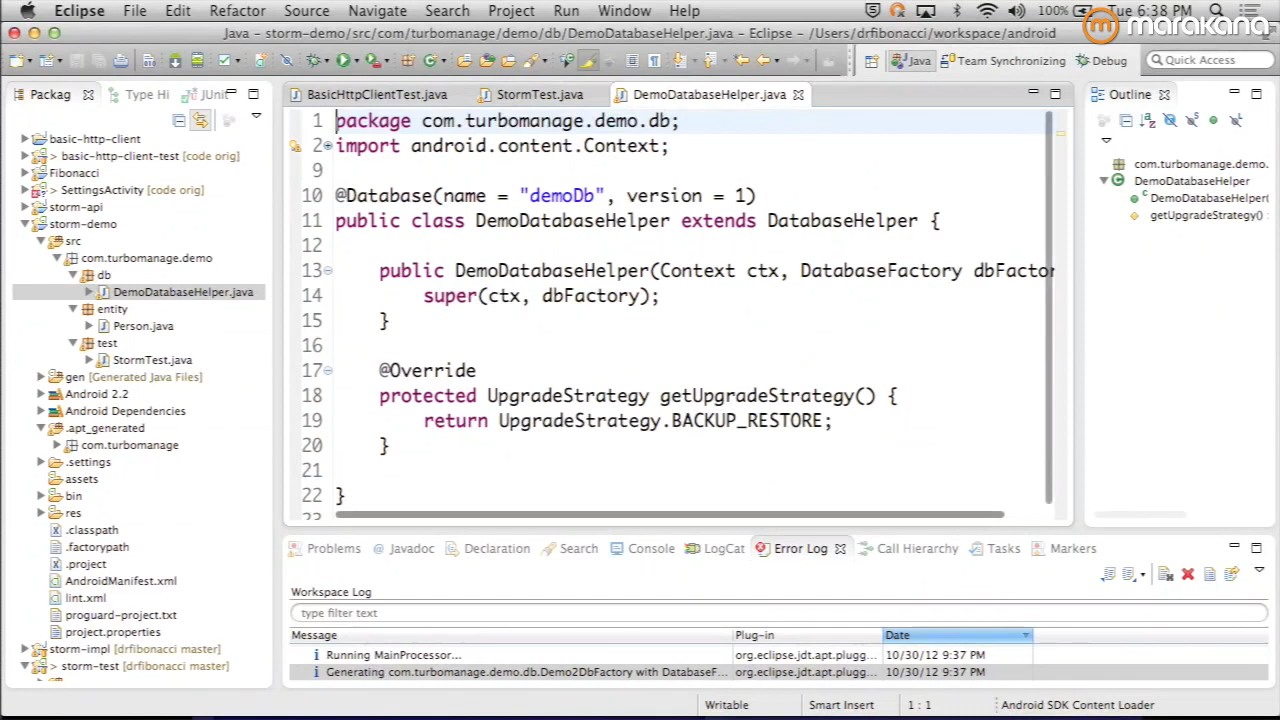 Eclipse File Edit Refactor Source Navigate Search Project Run Window Help 100% Tue 6:38 PM
marakana
Java – storm-demo/src/com/turbomanage/demo/db/DemoDatabaseHelper.java – Eclipse – /Users/drfibonacci/workspace/android
Java Team Synchronizing Debug Quick Access
Packag Type Hi JUnit
BasicHttpClientTest.java StormTest.java DemoDatabaseHelper.java
Outline
basic-http-client
> basic-http-client-test [code orig]
Fibonacci
> SettingsActivity [code orig]
storm-api
storm-demo
src
com.turbomanage.demo
db
DemoDatabaseHelper.java
entity
Person.java
test
StormTest.java
gen [Generated Java Files]
Android 2.2
Android Dependencies
.apt_generated
com.turbomanage
.settings
assets
bin
res
.classpath
.factorypath
.project
AndroidManifest.xml
lint.xml
proguard-project.txt
project.properties
storm-impl [drfibonacci master]
> storm-test [drfibonacci master]
1 package com.turbomanage.demo.db;
2 import android.content.Context;
9
10 @Database(name = "demoDb", version = 1)
11 public class DemoDatabaseHelper extends DatabaseHelper {
12
13 public DemoDatabaseHelper(Context ctx, DatabaseFactory dbFactor
14 super(ctx, dbFactory);
15 }
16
17 @Override
18 protected UpgradeStrategy getUpgradeStrategy() {
19 return UpgradeStrategy.BACKUP_RESTORE;
20 }
21
22 }
23
com.turbomanage.demo.
DemoDatabaseHelper
DemoDatabaseHelper(
getUpgradeStrategy() :
Problems @ Javadoc Declaration Search Console LogCat Error Log Call Hierarchy Tasks Markers
Workspace Log
type filter text
Message Plug-in Date
Running MainProcessor... org.eclipse.jdt.apt.plugg... 10/30/12 9:37 PM
Generating com.turbomanage.demo.db.Demo2DbFactory with DatabaseF... org.eclipse.jdt.apt.plugg... 10/30/12 9:37 PM
Writable Smart Insert 1 : 1 Android SDK Content Loader